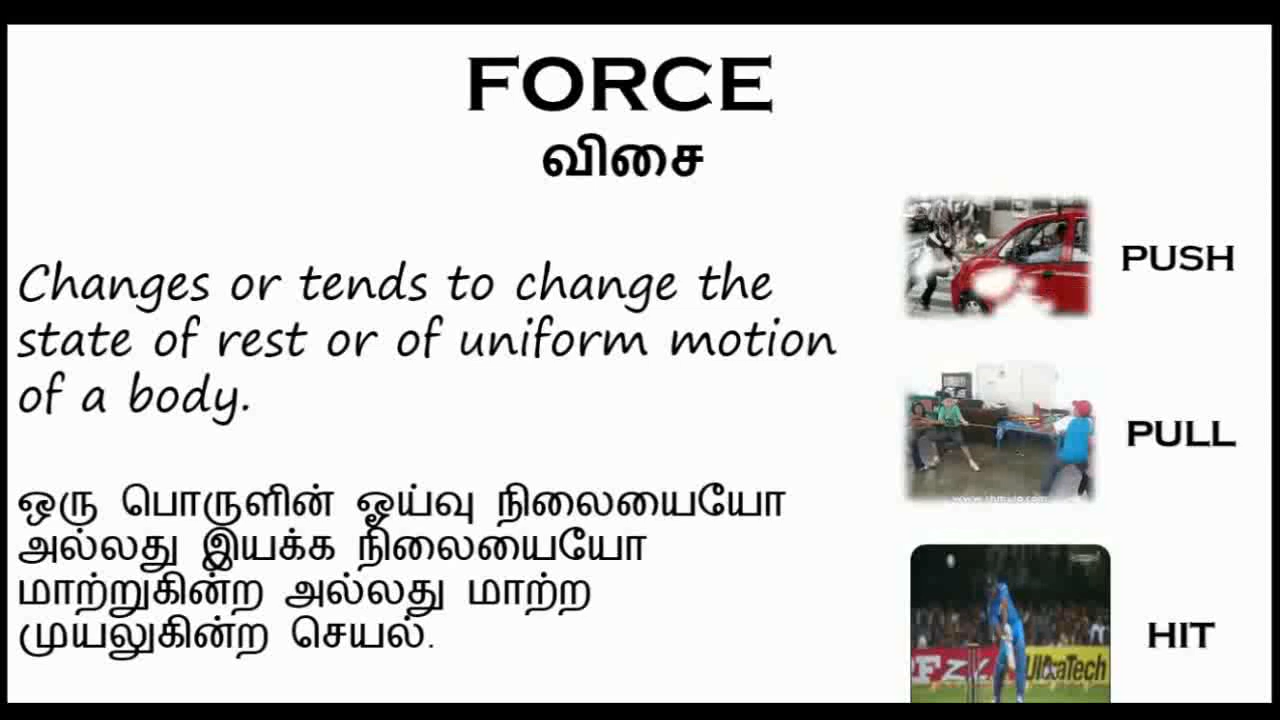 FORCE
விசை
Changes or tends to change the
state of rest or of uniform motion
of a body.
ஒரு பொருளின் ஓய்வு நிலையையோ
அல்லது இயக்க நிலையையோ
மாற்றுகின்ற அல்லது மாற்ற
முயலுகின்ற செயல்.
PUSH
PULL
HIT
UltraTech